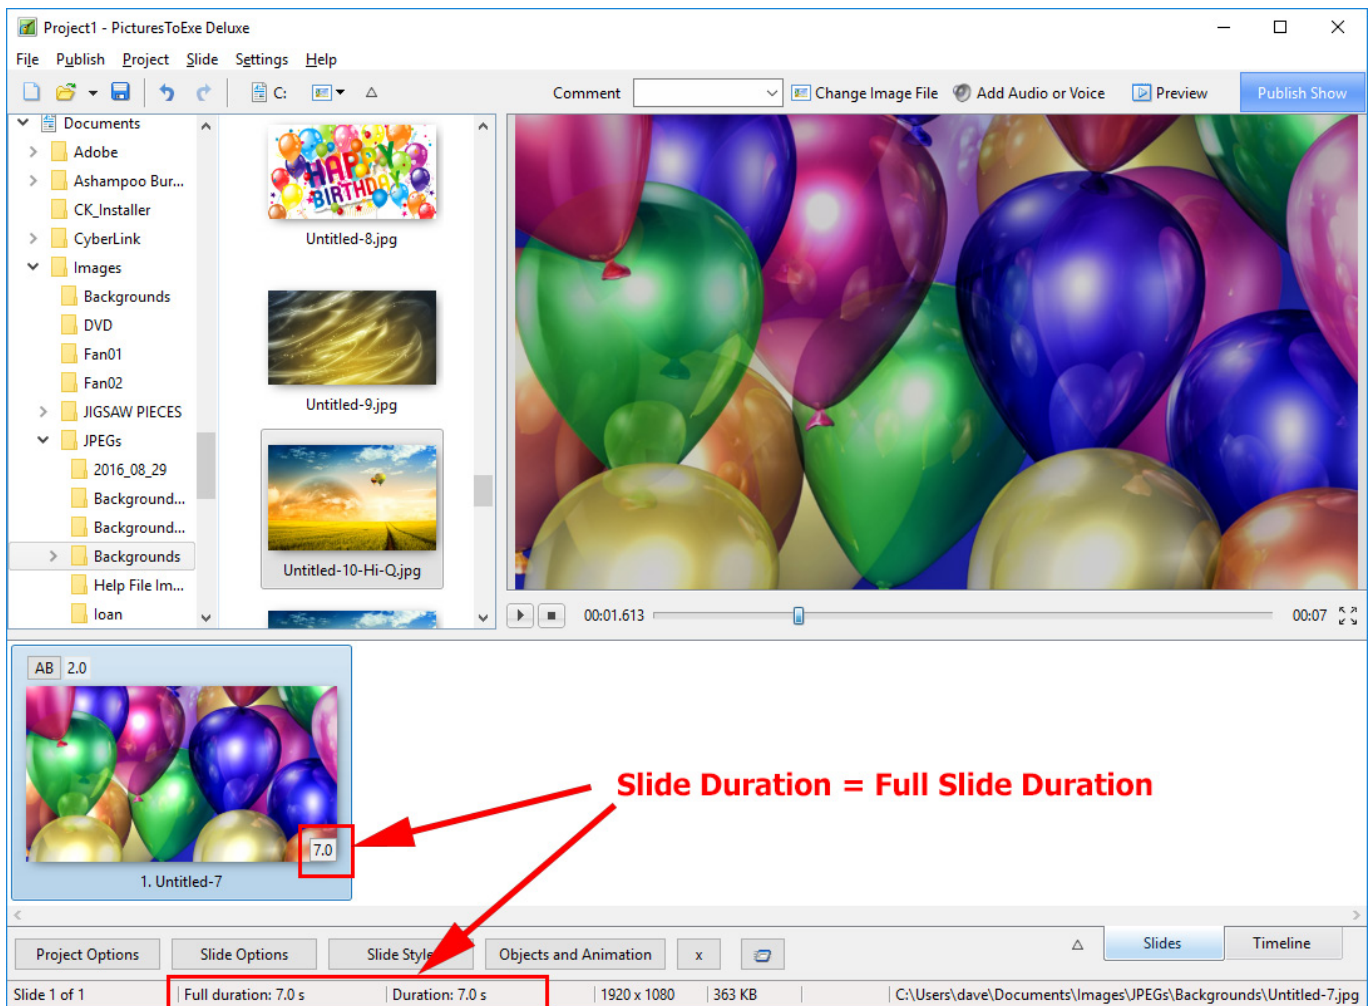 Project1 - PicturesToExe Deluxe
File Publish Project Slide Settings Help
C: Comment Change Image File Add Audio or Voice Preview Publish Show
Documents
Adobe
Ashampoo Bur...
CK_Installer
CyberLink
Images
Backgrounds
DVD
Fan01
Fan02
JIGSAW PIECES
JPEGs
2016_08_29
Background...
Background...
Backgrounds
Help File Im...
Ioan
HAPPY
BIRTHDAY
Untitled-8.jpg
Untitled-9.jpg
Untitled-10-Hi-Q.jpg
00:01.613 00:07
AB 2.0
7.0
1. Untitled-7
Slide Duration = Full Slide Duration
Project Options Slide Options Slide Style Objects and Animation x Slides Timeline
Slide 1 of 1 Full duration: 7.0 s Duration: 7.0 s 1920 x 1080 363 KB C:\Users\dave\Documents\Images\JPEGs\Backgrounds\Untitled-7.jpg